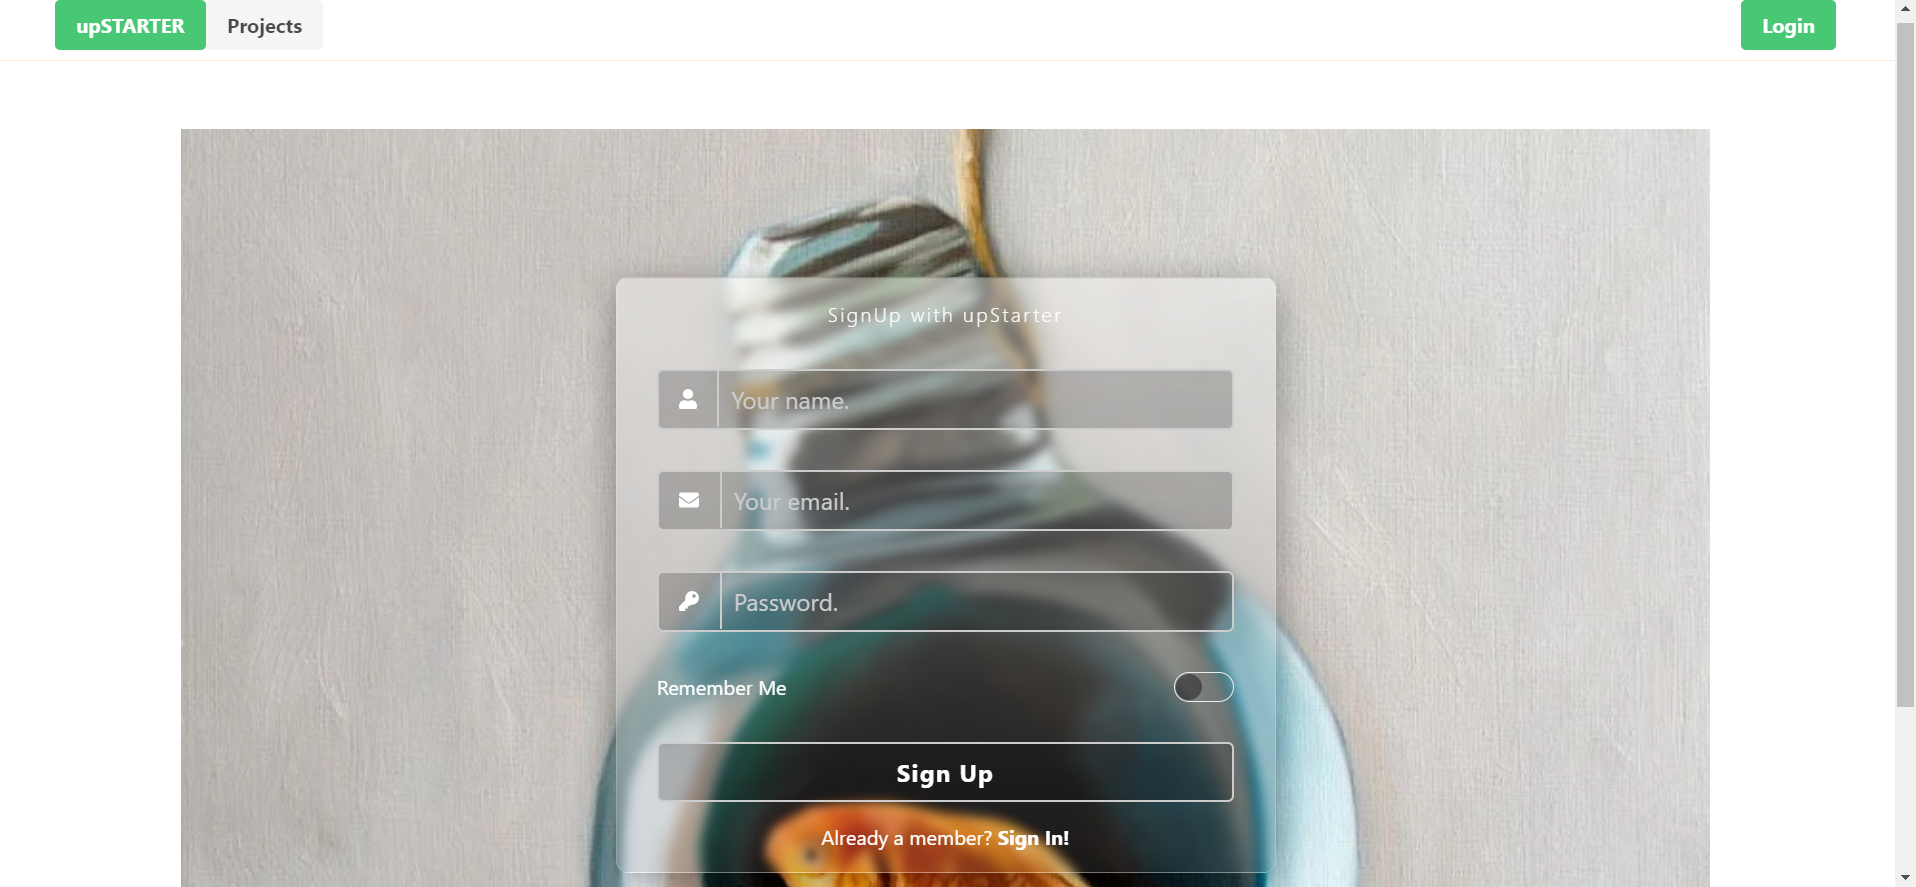 upSTARTER Projects Login
SignUp with upStarter
Your name.
Your email.
Password.
Remember Me
Sign Up
Already a member? Sign In!